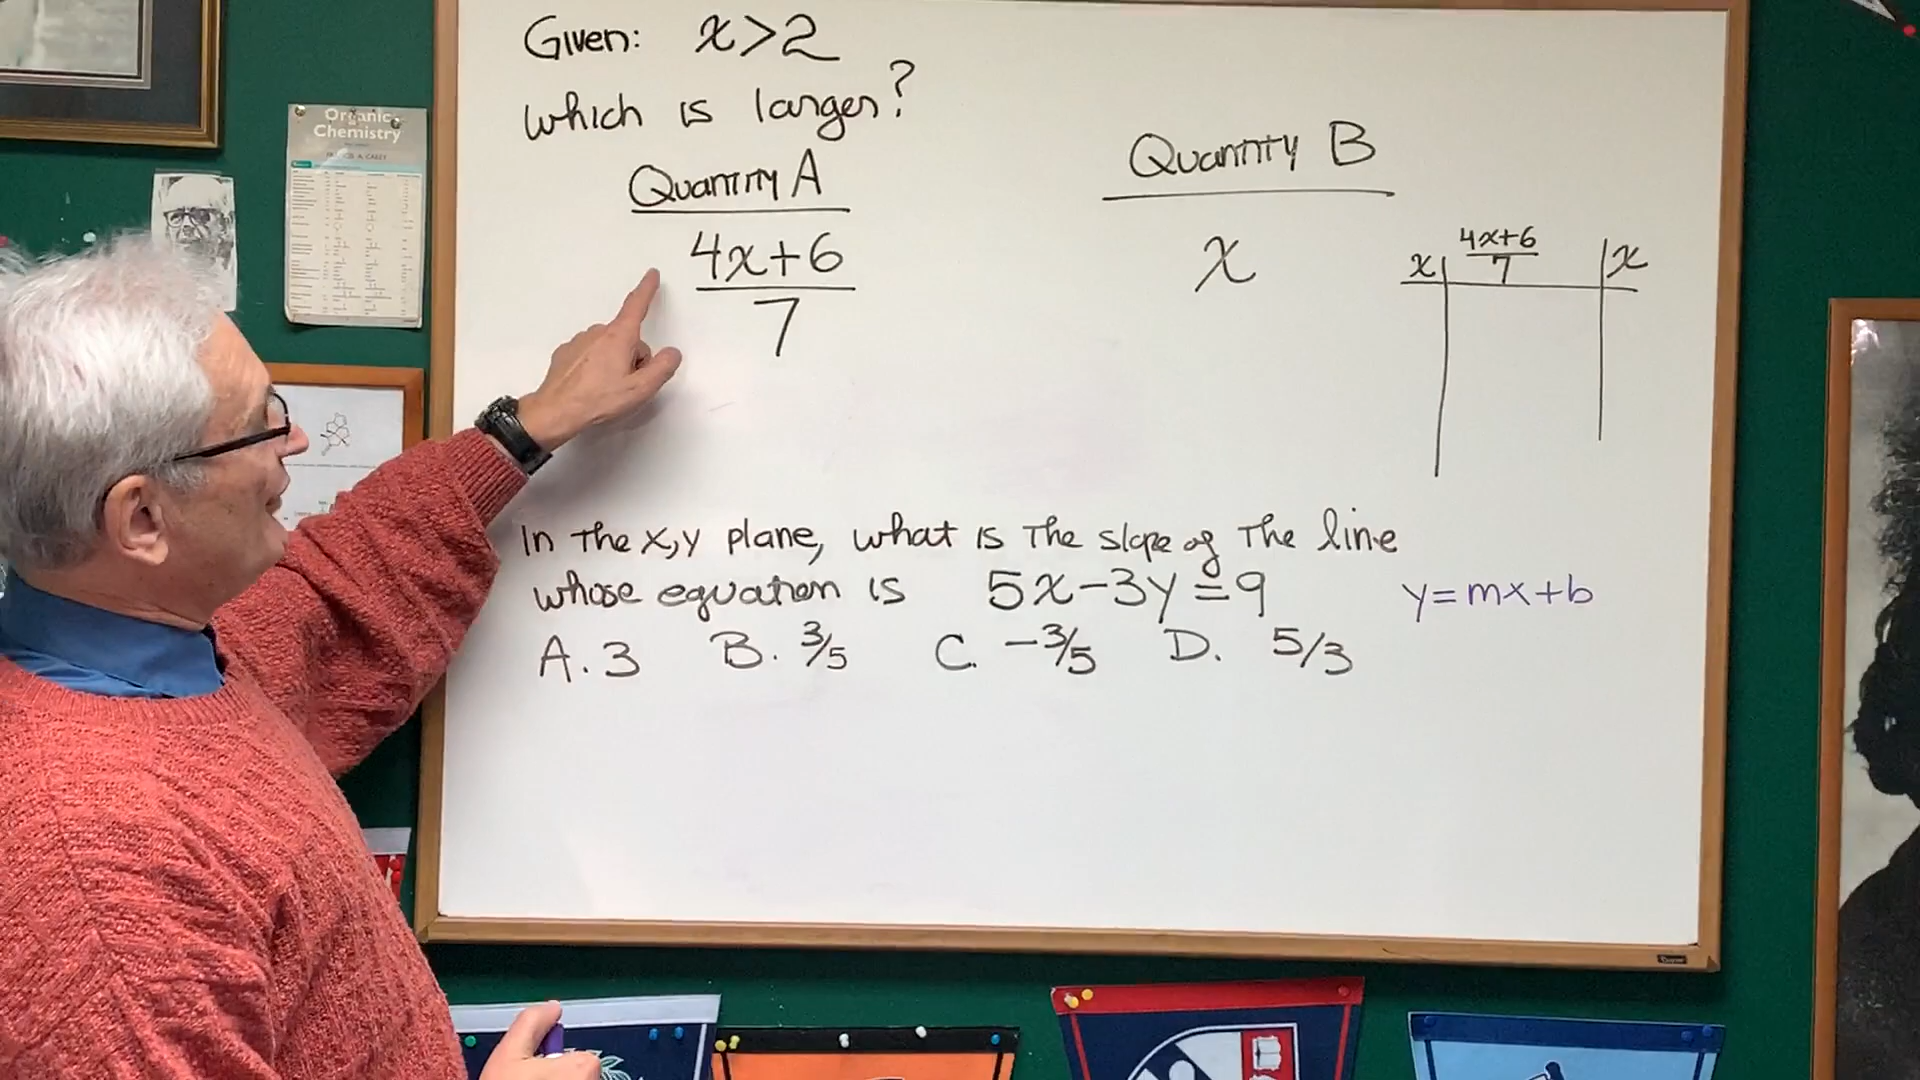 Given: x>2
which is larger?
Quantity A
Quantity B
4x+6
7
x
x
4x+6
7
x
In the x,y plane, what is the slope of the line
whose equation is 5x-3y=9
y=mx+b
A. 3 B. 3/5 C. -3/5 D. 5/3
Organic
Chemistry
FRANCIS A. CAREY